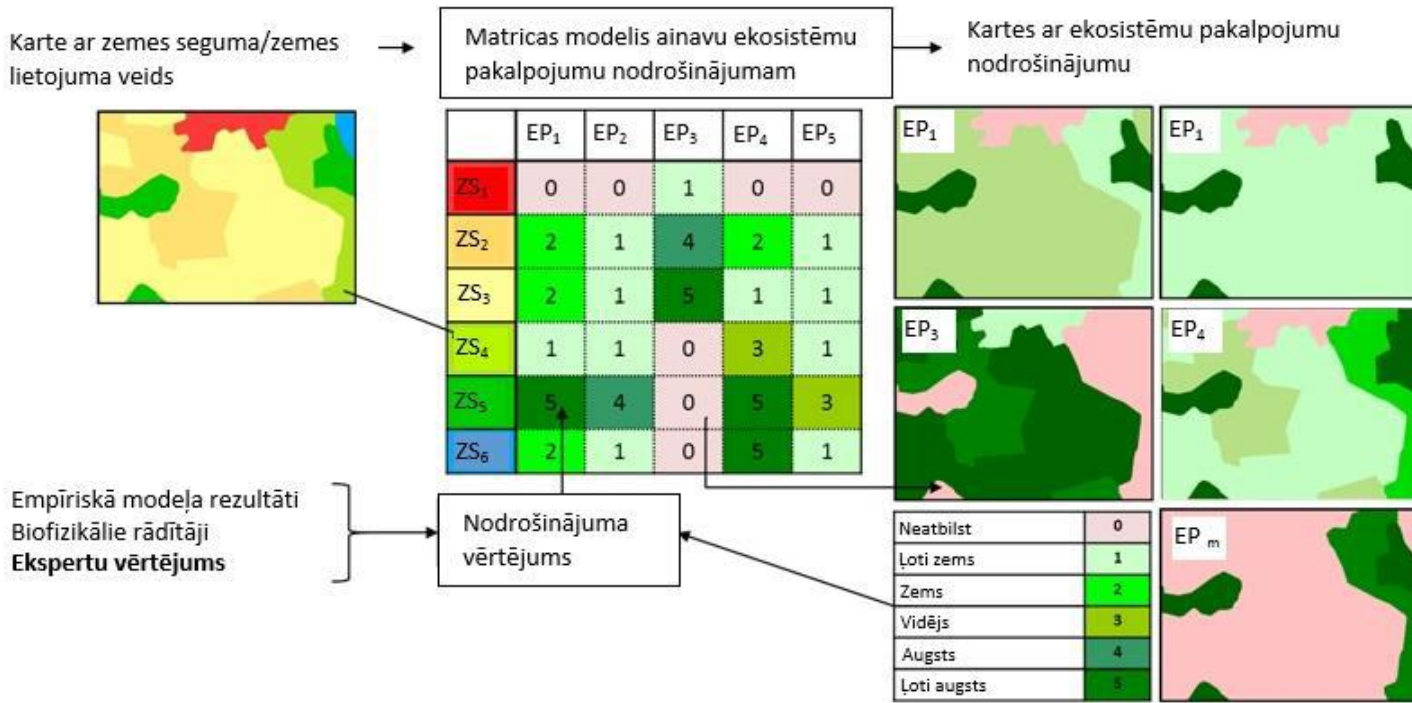 Karte ar zemes seguma/zemes
lietojuma veids
Matricas modelis ainavu ekosistēmu
pakalpojumu nodrošinājumam
Kartes ar ekosistēmu pakalpojumu
nodrošinājumu
EP₁ EP₂ EP₃ EP₄ EP₅
ZS₁ 0 0 1 0 0
ZS₂ 2 1 4 2 1
ZS₃ 2 1 5 1 1
ZS₄ 1 1 0 3 1
ZS₅ 5 4 0 5 3
ZS₆ 2 1 0 5 1
EP₁
EP₁
EP₃
EP₄
EP m
Empīriskā modeļa rezultāti
Biofizikālie rādītāji
Ekspertu vērtējums
Nodrošinājuma
vērtējums
Neatbilst 0
Ļoti zems 1
Zems 2
Vidējs 3
Augsts 4
Ļoti augsts 5